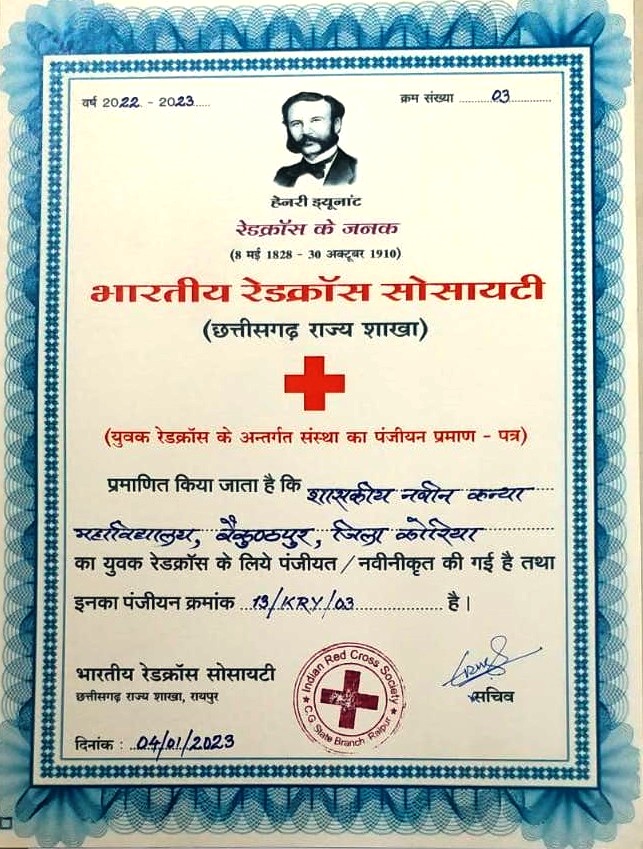 वर्ष 2022 - 2023.....
क्रम संख्या ..........03..............
हेनरी ड्यूनांट
रेडक्रॉस के जनक
(8 मई 1828 - 30 अक्टूबर 1910)
भारतीय रेडक्रॉस सोसायटी
(छत्तीसगढ़ राज्य शाखा)
(युवक रेडक्रॉस के अन्तर्गत संस्था का पंजीयन प्रमाण - पत्र)
प्रमाणित किया जाता है कि शासकीय नवीन कन्या
महाविद्यालय, बैकुण्ठपुर, जिला कोरिया
का युवक रेडक्रॉस के लिये पंजीयत / नवीनीकृत की गई है तथा
इनका पंजीयन क्रमांक ..13/KRY/03.................. है।
भारतीय रेडक्रॉस सोसायटी
छत्तीसगढ़ राज्य शाखा, रायपुर
Indian Red Cross Society
C.G State Branch Raipur
सचिव
दिनांक : ..04/01/2023